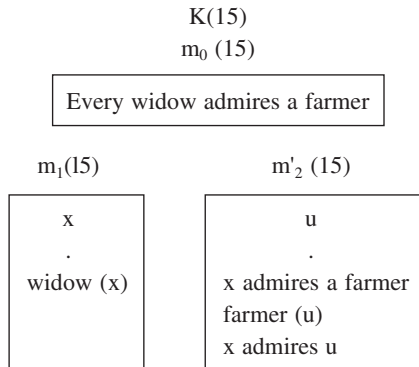 K(15)
m₀ (15)
Every widow admires a farmer
m₁(l5) m'₂ (15)
x
.
widow (x)
u
.
x admires a farmer
farmer (u)
x admires u